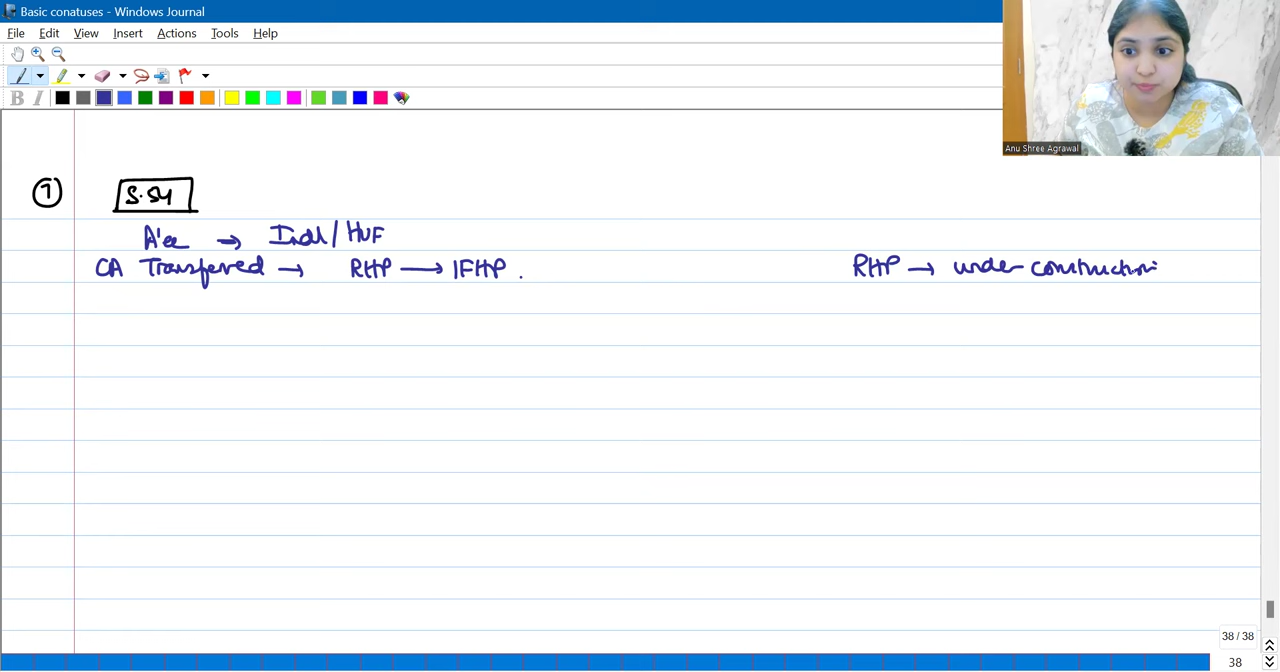 Basic conatuses - Windows Journal
File Edit View Insert Actions Tools Help
B I
Anu Shree Agrawal
① S.54
A'ee → Indl/HUF
CA Transferred → RHP → IFHP. RHP → under construction
38 / 38
38